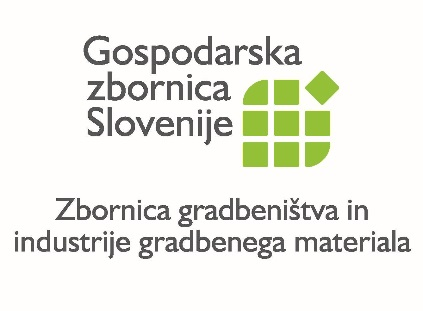 Gospodarska
zbornica
Slovenije
Zbornica gradbeništva in
industrije gradbenega materiala